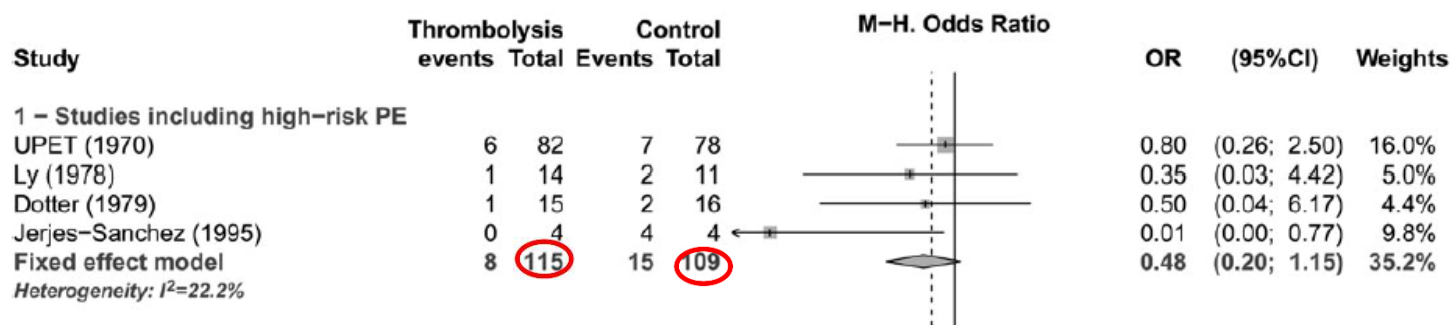 Thrombolysis Control M−H. Odds Ratio
Study events Total Events Total OR (95%CI) Weights
1 − Studies including high−risk PE
UPET (1970) 6 82 7 78 0.80 (0.26; 2.50) 16.0%
Ly (1978) 1 14 2 11 0.35 (0.03; 4.42) 5.0%
Dotter (1979) 1 15 2 16 0.50 (0.04; 6.17) 4.4%
Jerjes−Sanchez (1995) 0 4 4 4 0.01 (0.00; 0.77) 9.8%
Fixed effect model 8 115 15 109 0.48 (0.20; 1.15) 35.2%
Heterogeneity: I²=22.2%